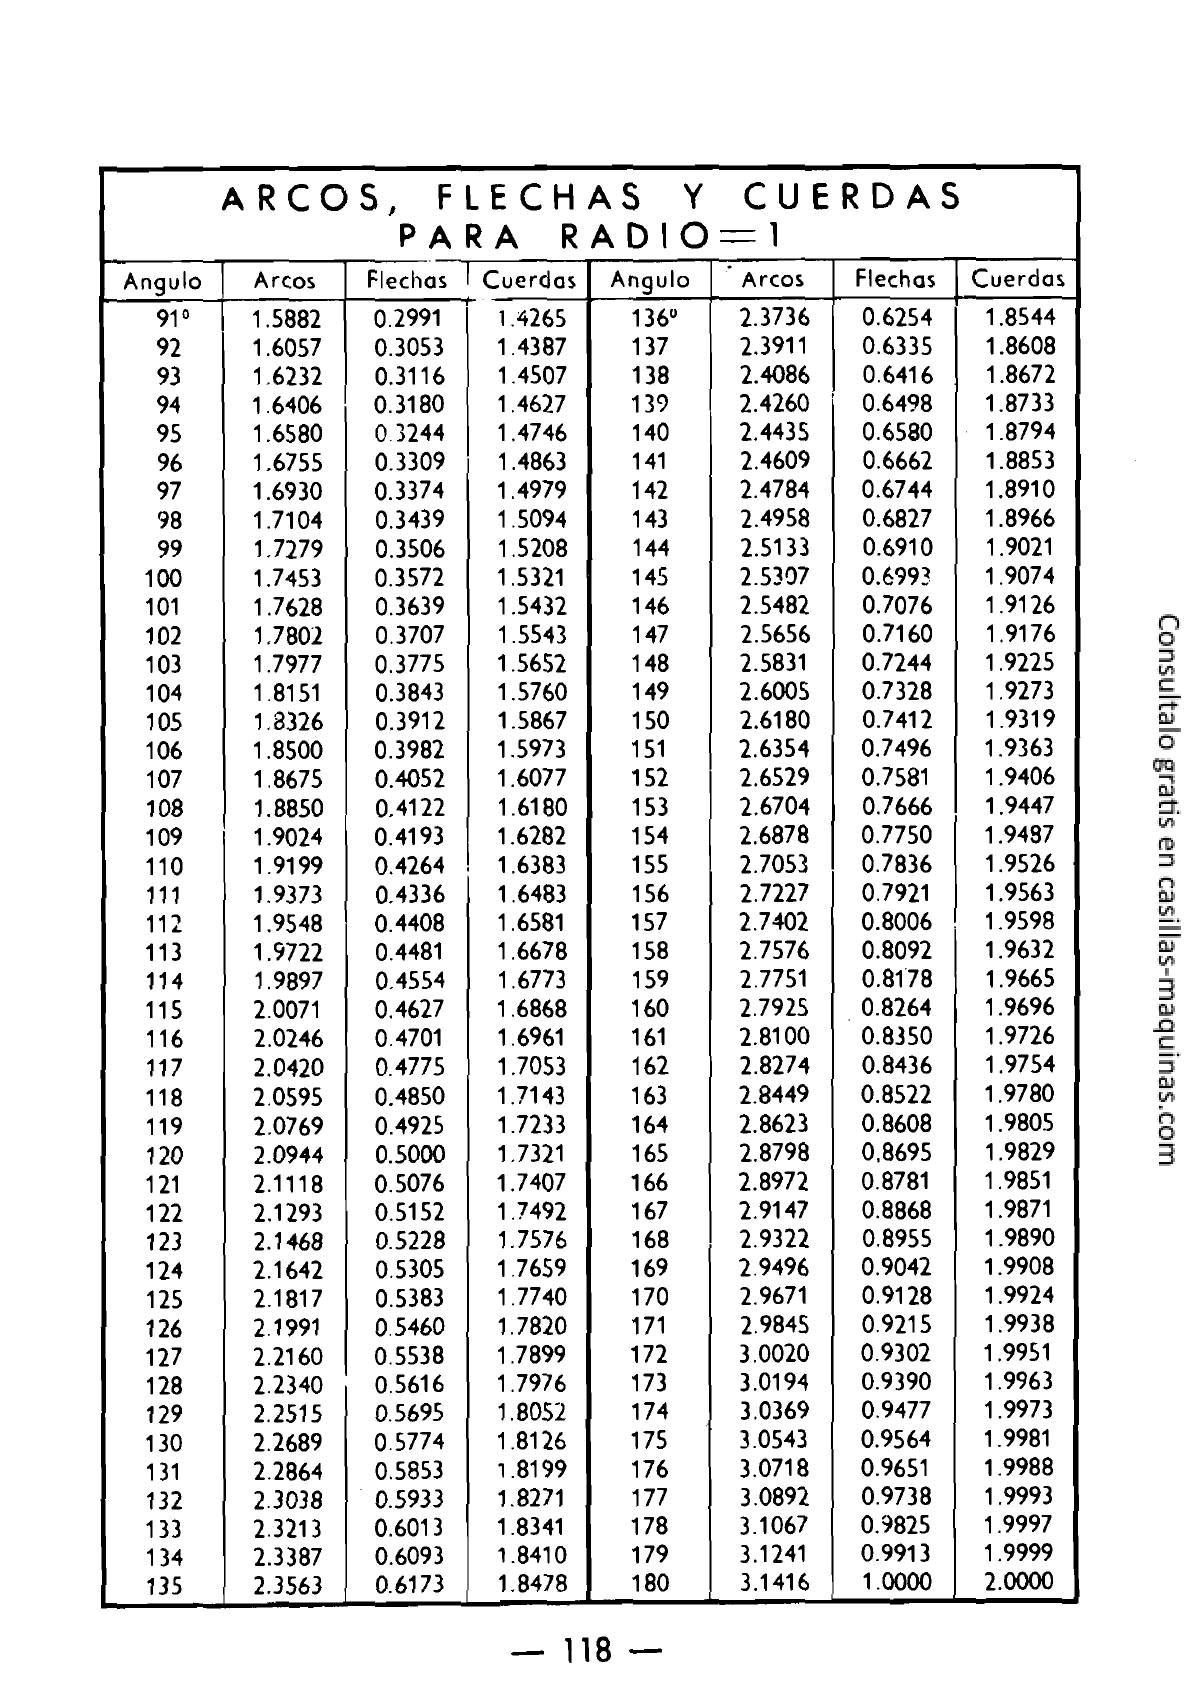 ARCOS, FLECHAS Y CUERDAS
PARA RADIO=1
Angulo Arcos Flechas Cuerdas Angulo Arcos Flechas Cuerdas
91º 1.5882 0.2991 1.4265 136º 2.3736 0.6254 1.8544
92 1.6057 0.3053 1.4387 137 2.3911 0.6335 1.8608
93 1.6232 0.3116 1.4507 138 2.4086 0.6416 1.8672
94 1.6406 0.3180 1.4627 139 2.4260 0.6498 1.8733
95 1.6580 0.3244 1.4746 140 2.4435 0.6580 1.8794
96 1.6755 0.3309 1.4863 141 2.4609 0.6662 1.8853
97 1.6930 0.3374 1.4979 142 2.4784 0.6744 1.8910
98 1.7104 0.3439 1.5094 143 2.4958 0.6827 1.8966
99 1.7279 0.3506 1.5208 144 2.5133 0.6910 1.9021
100 1.7453 0.3572 1.5321 145 2.5307 0.6993 1.9074
101 1.7628 0.3639 1.5432 146 2.5482 0.7076 1.9126
102 1.7802 0.3707 1.5543 147 2.5656 0.7160 1.9176
103 1.7977 0.3775 1.5652 148 2.5831 0.7244 1.9225
104 1.8151 0.3843 1.5760 149 2.6005 0.7328 1.9273
105 1.8326 0.3912 1.5867 150 2.6180 0.7412 1.9319
106 1.8500 0.3982 1.5973 151 2.6354 0.7496 1.9363
107 1.8675 0.4052 1.6077 152 2.6529 0.7581 1.9406
108 1.8850 0.4122 1.6180 153 2.6704 0.7666 1.9447
109 1.9024 0.4193 1.6282 154 2.6878 0.7750 1.9487
110 1.9199 0.4264 1.6383 155 2.7053 0.7836 1.9526
111 1.9373 0.4336 1.6483 156 2.7227 0.7921 1.9563
112 1.9548 0.4408 1.6581 157 2.7402 0.8006 1.9598
113 1.9722 0.4481 1.6678 158 2.7576 0.8092 1.9632
114 1.9897 0.4554 1.6773 159 2.7751 0.8178 1.9665
115 2.0071 0.4627 1.6868 160 2.7925 0.8264 1.9696
116 2.0246 0.4701 1.6961 161 2.8100 0.8350 1.9726
117 2.0420 0.4775 1.7053 162 2.8274 0.8436 1.9754
118 2.0595 0.4850 1.7143 163 2.8449 0.8522 1.9780
119 2.0769 0.4925 1.7233 164 2.8623 0.8608 1.9805
120 2.0944 0.5000 1.7321 165 2.8798 0,8695 1.9829
121 2.1118 0.5076 1.7407 166 2.8972 0.8781 1.9851
122 2.1293 0.5152 1.7492 167 2.9147 0.8868 1.9871
123 2.1468 0.5228 1.7576 168 2.9322 0.8955 1.9890
124 2.1642 0.5305 1.7659 169 2.9496 0.9042 1.9908
125 2.1817 0.5383 1.7740 170 2.9671 0.9128 1.9924
126 2.1991 0.5460 1.7820 171 2.9845 0.9215 1.9938
127 2.2160 0.5538 1.7899 172 3.0020 0.9302 1.9951
128 2.2340 0.5616 1.7976 173 3.0194 0.9390 1.9963
129 2.2515 0.5695 1.8052 174 3.0369 0.9477 1.9973
130 2.2689 0.5774 1.8126 175 3.0543 0.9564 1.9981
131 2.2864 0.5853 1.8199 176 3.0718 0.9651 1.9988
132 2.3038 0.5933 1.8271 177 3.0892 0.9738 1.9993
133 2.3213 0.6013 1.8341 178 3.1067 0.9825 1.9997
134 2.3387 0.6093 1.8410 179 3.1241 0.9913 1.9999
135 2.3563 0.6173 1.8478 180 3.1416 1.0000 2.0000
— 118 —
Consultalo gratis en casillas-maquinas.com